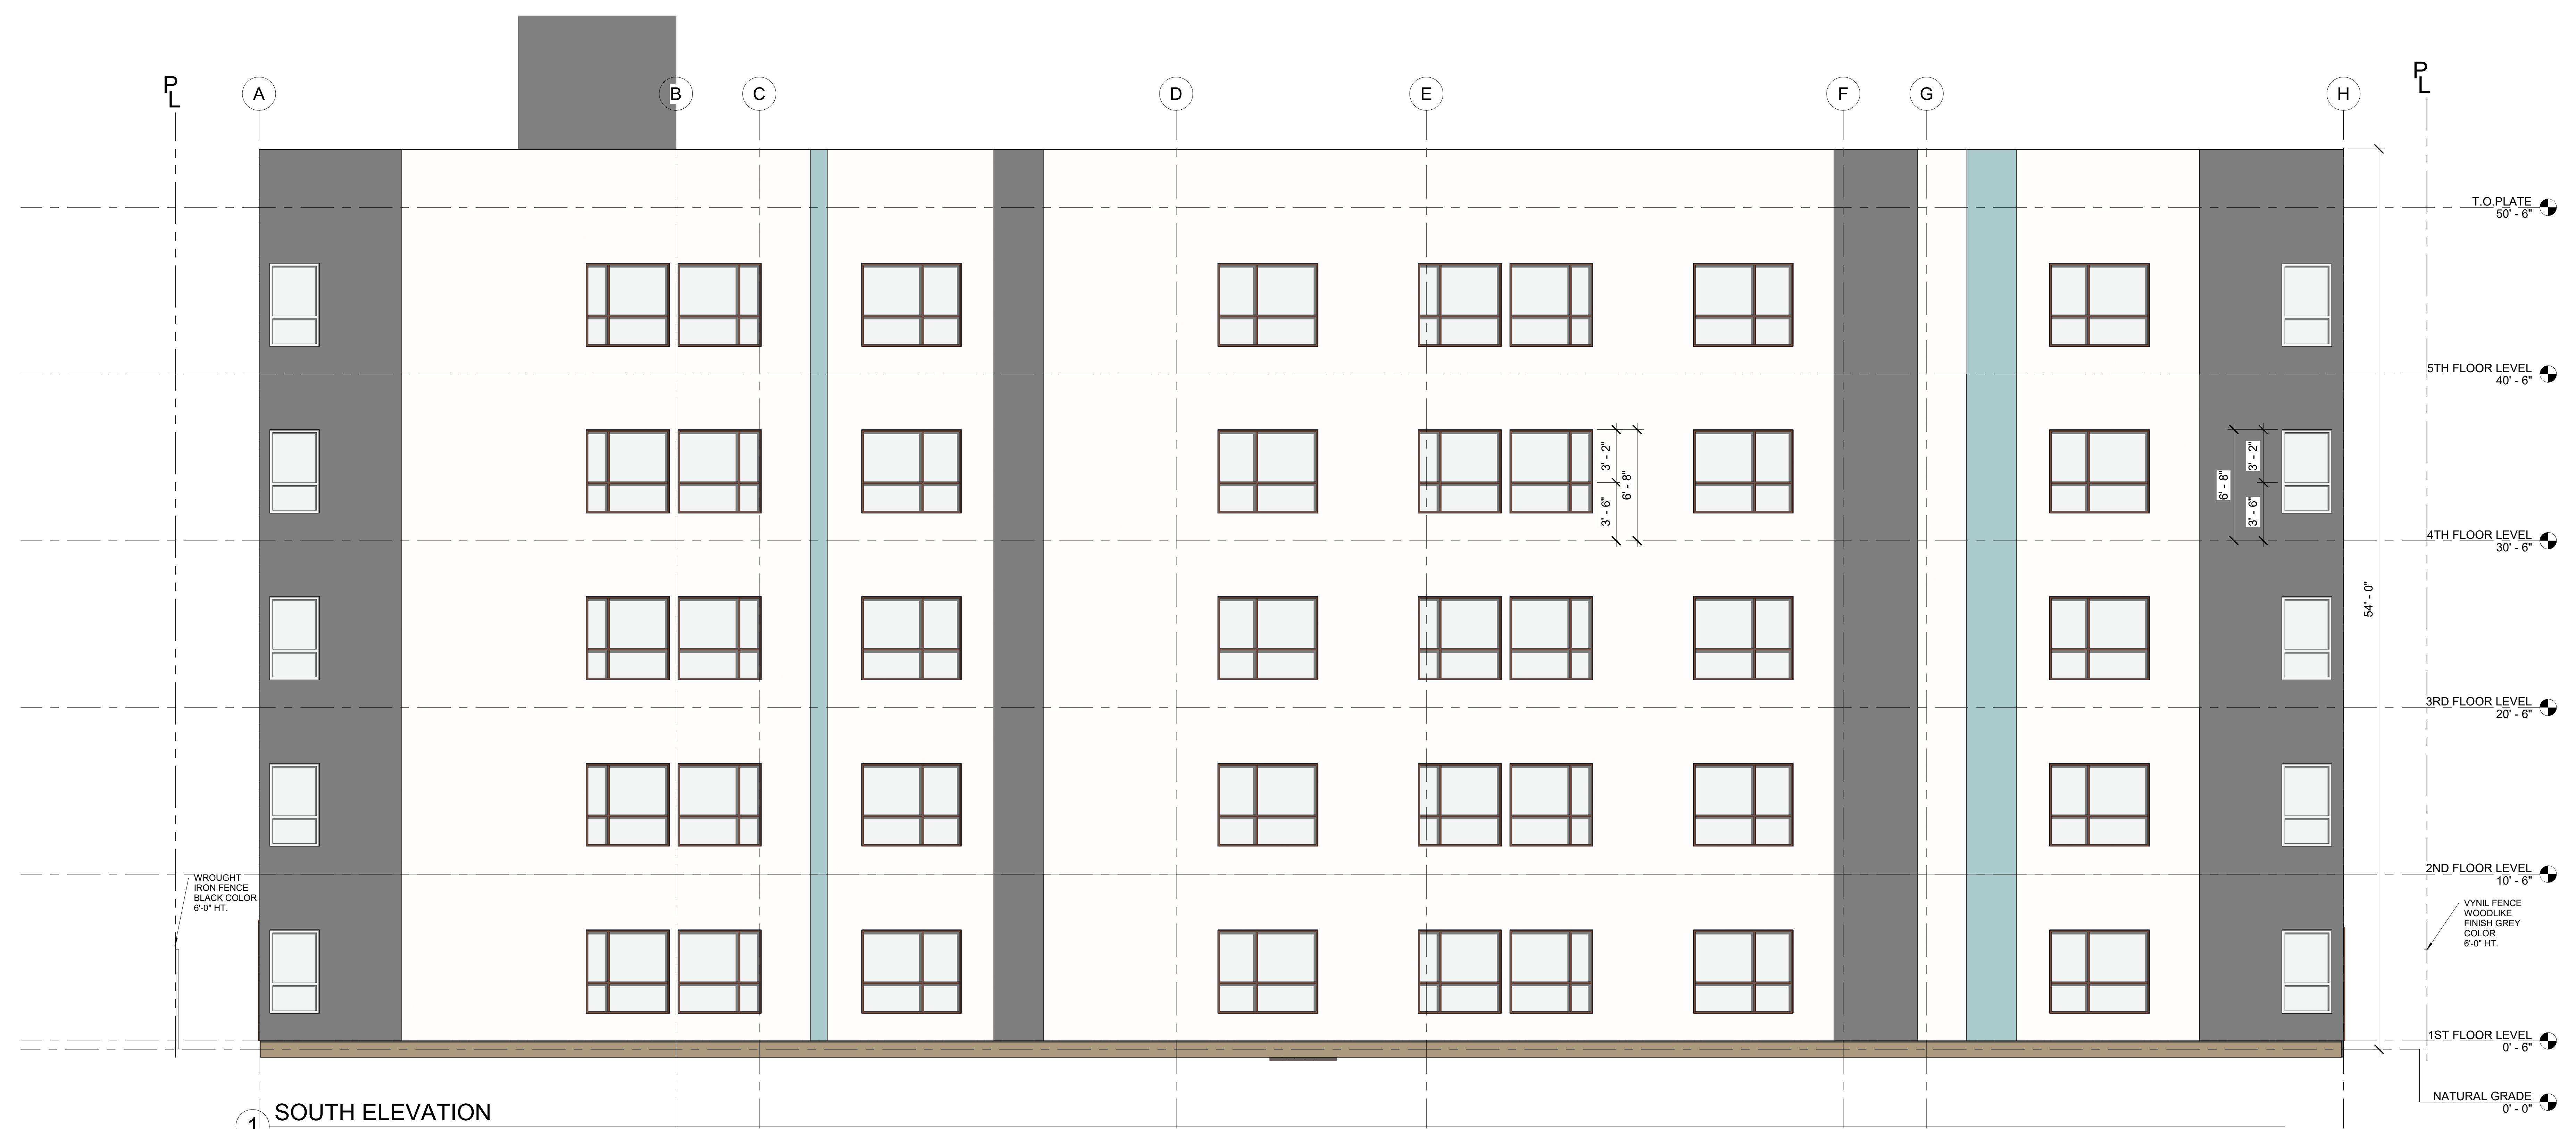 P
L
A
B
C
D
E
F
G
H
P
L
T.O.PLATE
50' - 6"
5TH FLOOR LEVEL
40' - 6"
3' - 2"
3' - 6"
6' - 8"
6' - 8"
3' - 2"
3' - 6"
4TH FLOOR LEVEL
30' - 6"
54' - 0"
3RD FLOOR LEVEL
20' - 6"
2ND FLOOR LEVEL
10' - 6"
WROUGHT
IRON FENCE
BLACK COLOR
6'-0" HT.
VYNIL FENCE
WOODLIKE
FINISH GREY
COLOR
6'-0" HT.
1ST FLOOR LEVEL
0' - 6"
NATURAL GRADE
0' - 0"
1
SOUTH ELEVATION